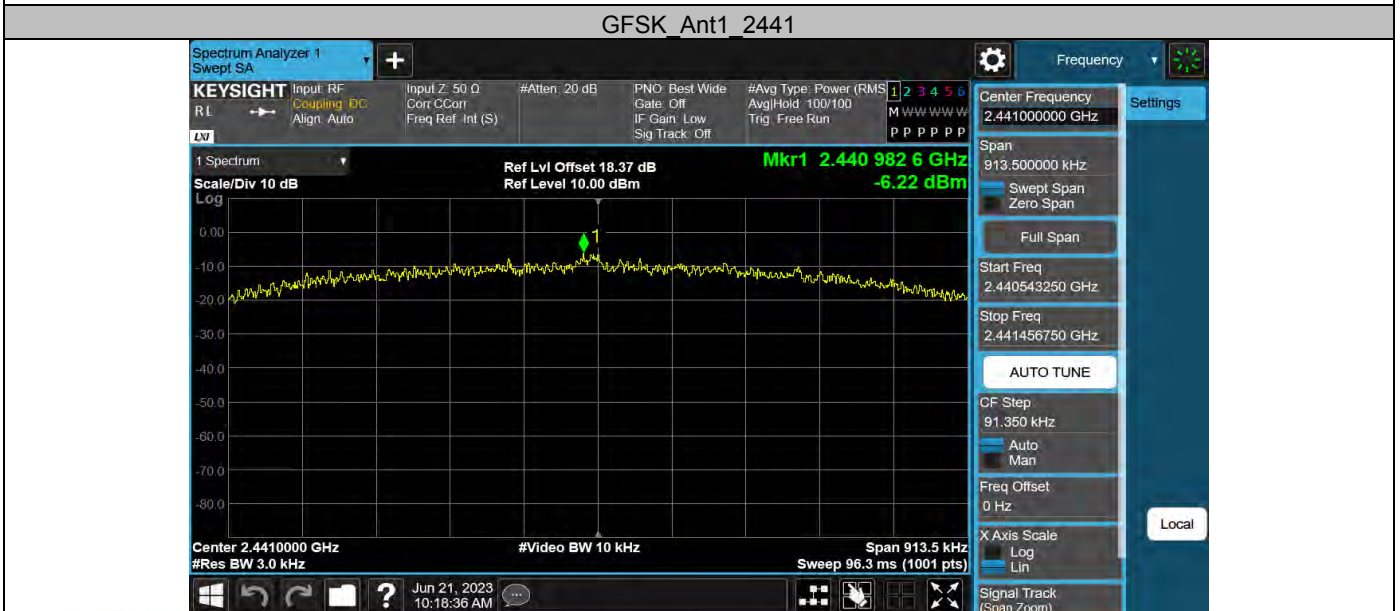 GFSK_Ant1_2441
Spectrum Analyzer 1
Swept SA
+
Frequency
KEYSIGHT
RL
LXI
Input: RF
Coupling: DC
Align: Auto
Input Z: 50 Ω
Corr CCorr
Freq Ref: Int (S)
#Atten: 20 dB
PNO: Best Wide
Gate: Off
IF Gain: Low
Sig Track: Off
#Avg Type: Power (RMS
Avg|Hold: 100/100
Trig: Free Run
1 2 3 4 5 6
M W W W W W
P P P P P P
1 Spectrum
Scale/Div 10 dB
Log
Ref Lvl Offset 18.37 dB
Ref Level 10.00 dBm
Mkr1 2.440 982 6 GHz
-6.22 dBm
1
0.00
-10.0
-20.0
-30.0
-40.0
-50.0
-60.0
-70.0
-80.0
Center 2.4410000 GHz
#Res BW 3.0 kHz
#Video BW 10 kHz
Span 913.5 kHz
Sweep 96.3 ms (1001 pts)
?
Jun 21, 2023
10:18:36 AM
Center Frequency
2.441000000 GHz
Settings
Span
913.500000 kHz
Swept Span
Zero Span
Full Span
Start Freq
2.440543250 GHz
Stop Freq
2.441456750 GHz
AUTO TUNE
CF Step
91.350 kHz
Auto
Man
Freq Offset
0 Hz
X Axis Scale
Log
Lin
Local
Signal Track
(Span Zoom)